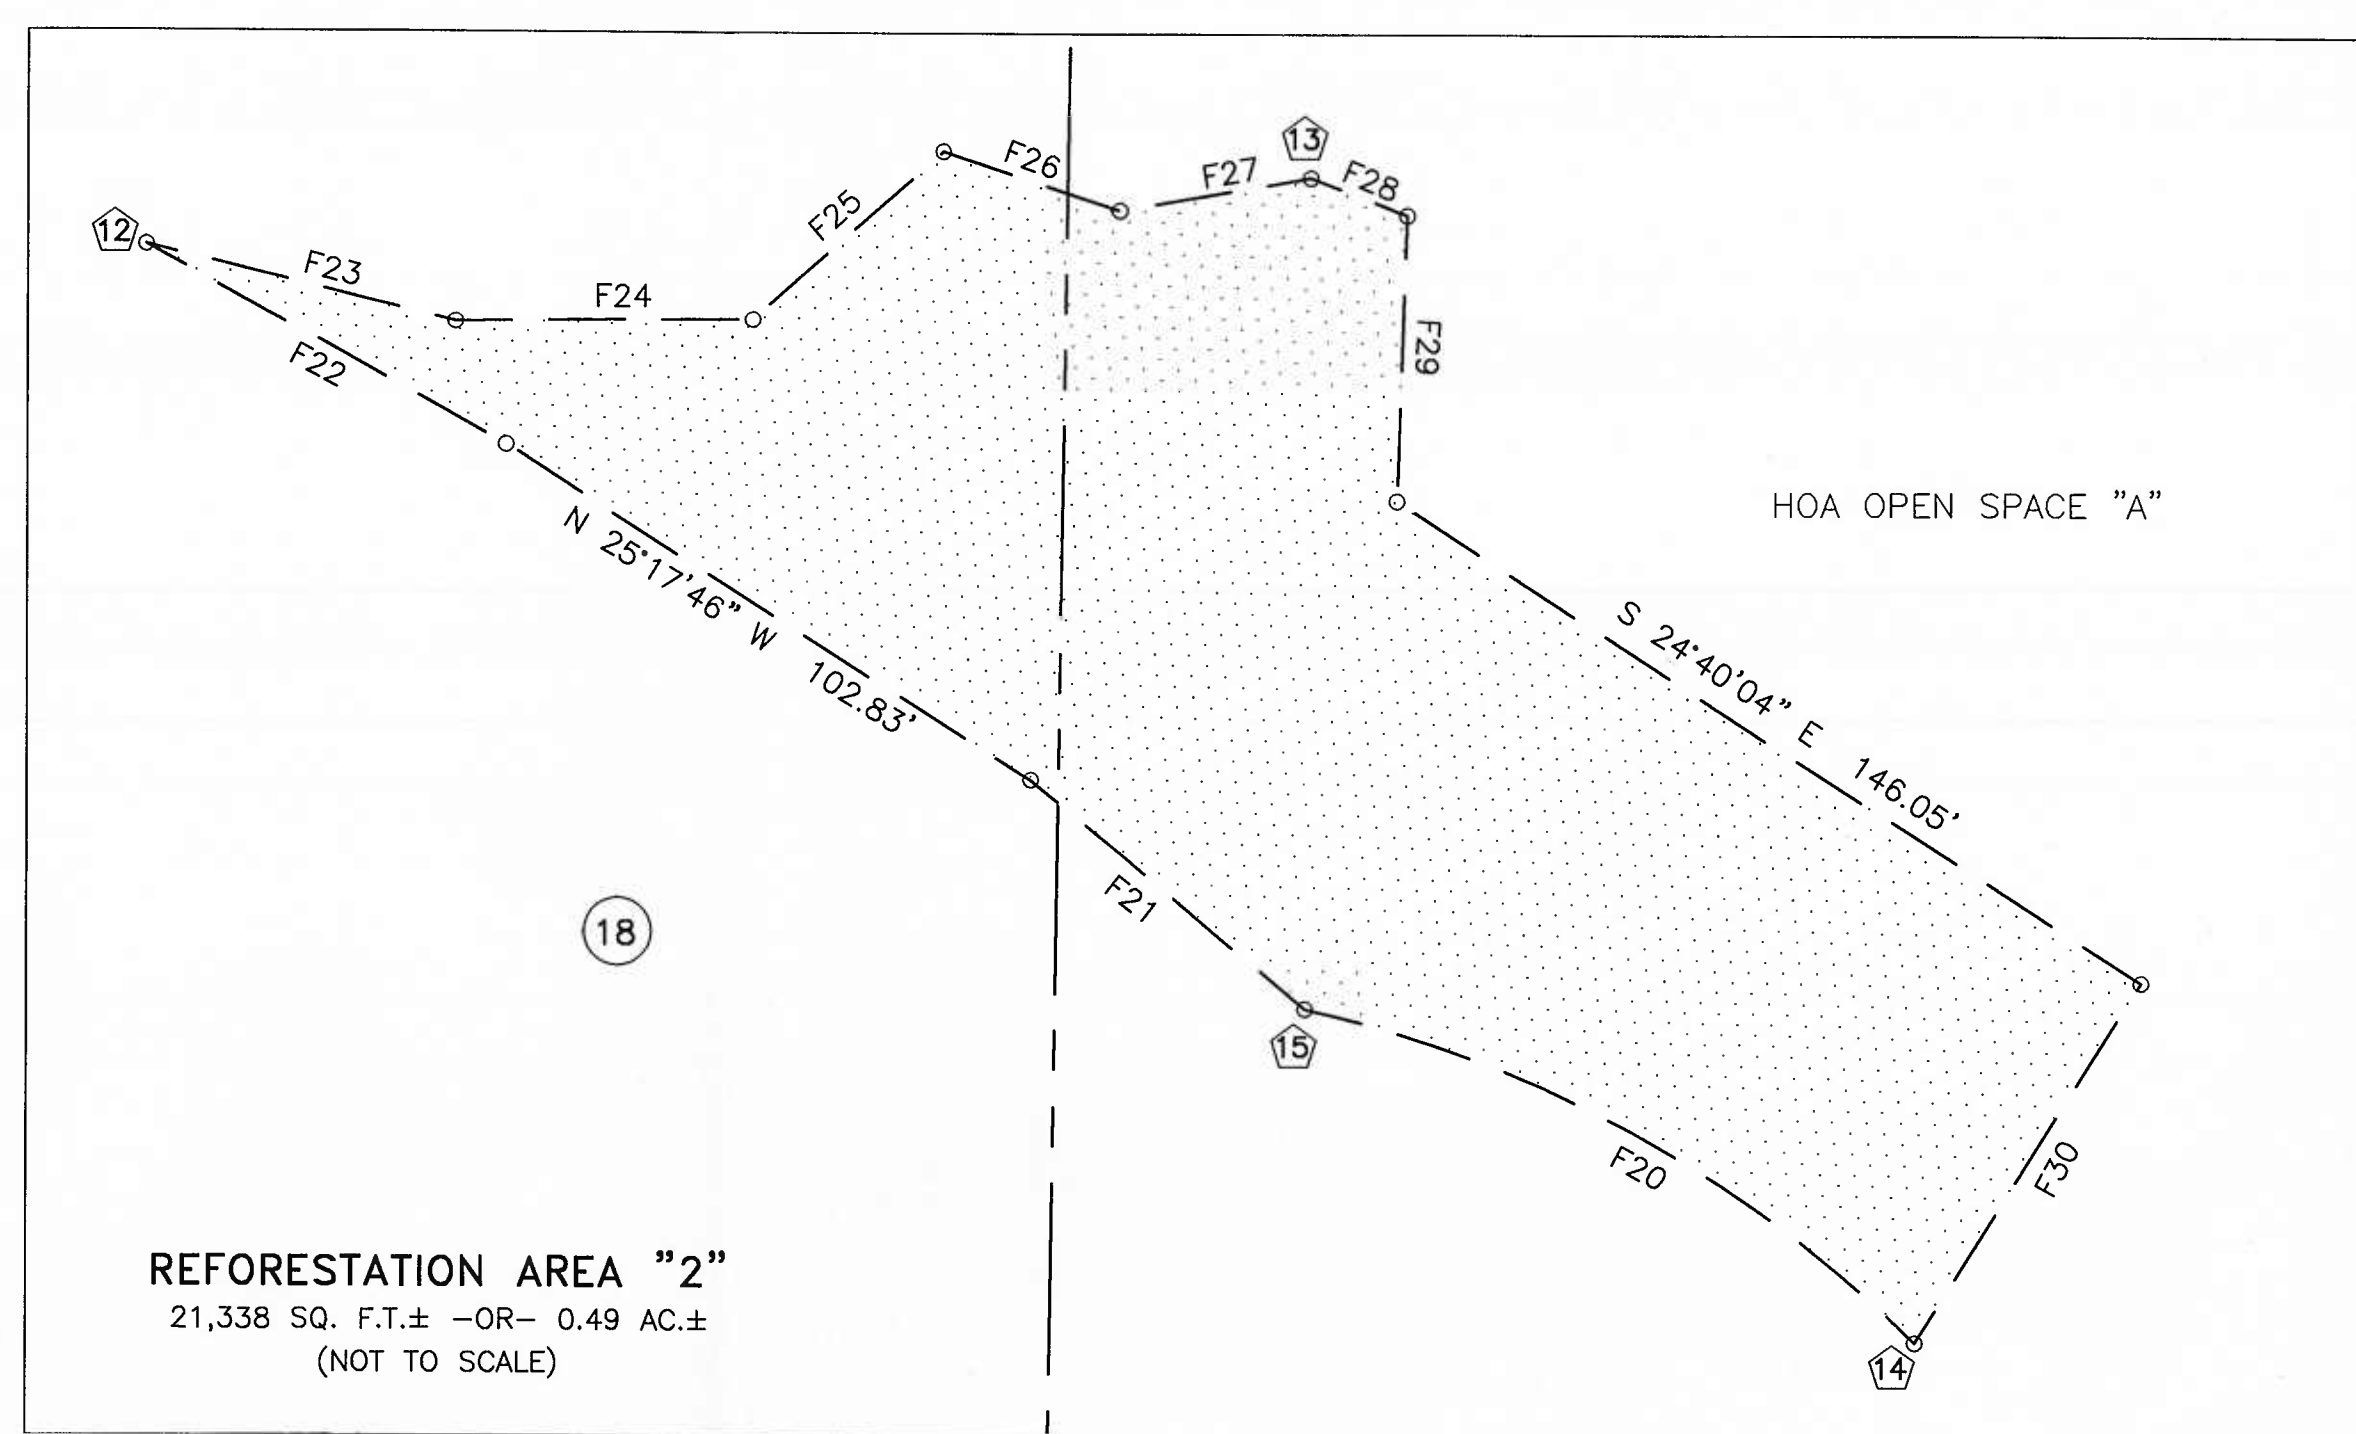 13
F26
F27
F28
12
F25
F23
F24
F29
F22
HOA OPEN SPACE "A"
N 25°17'46" W 102.83'
S 24°40'04" E 146.05'
F21
18
15
F20
F30
REFORESTATION AREA "2"
21,338 SQ. F.T.± -OR- 0.49 AC.±
(NOT TO SCALE)
14